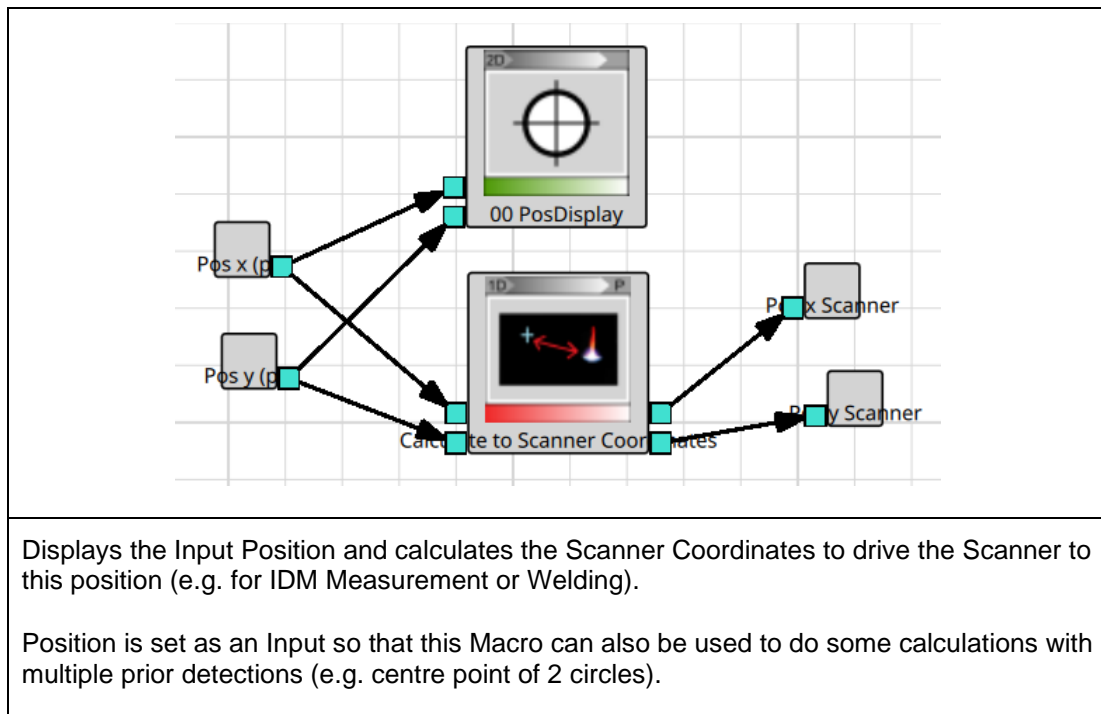 2D
00 PosDisplay
Pos x (p
1D P
x Scanner
Pos y (p
y Scanner
te to Scanner Coor
Displays the Input Position and calculates the Scanner Coordinates to drive the Scanner to
this position (e.g. for IDM Measurement or Welding).
Position is set as an Input so that this Macro can also be used to do some calculations with
multiple prior detections (e.g. centre point of 2 circles).